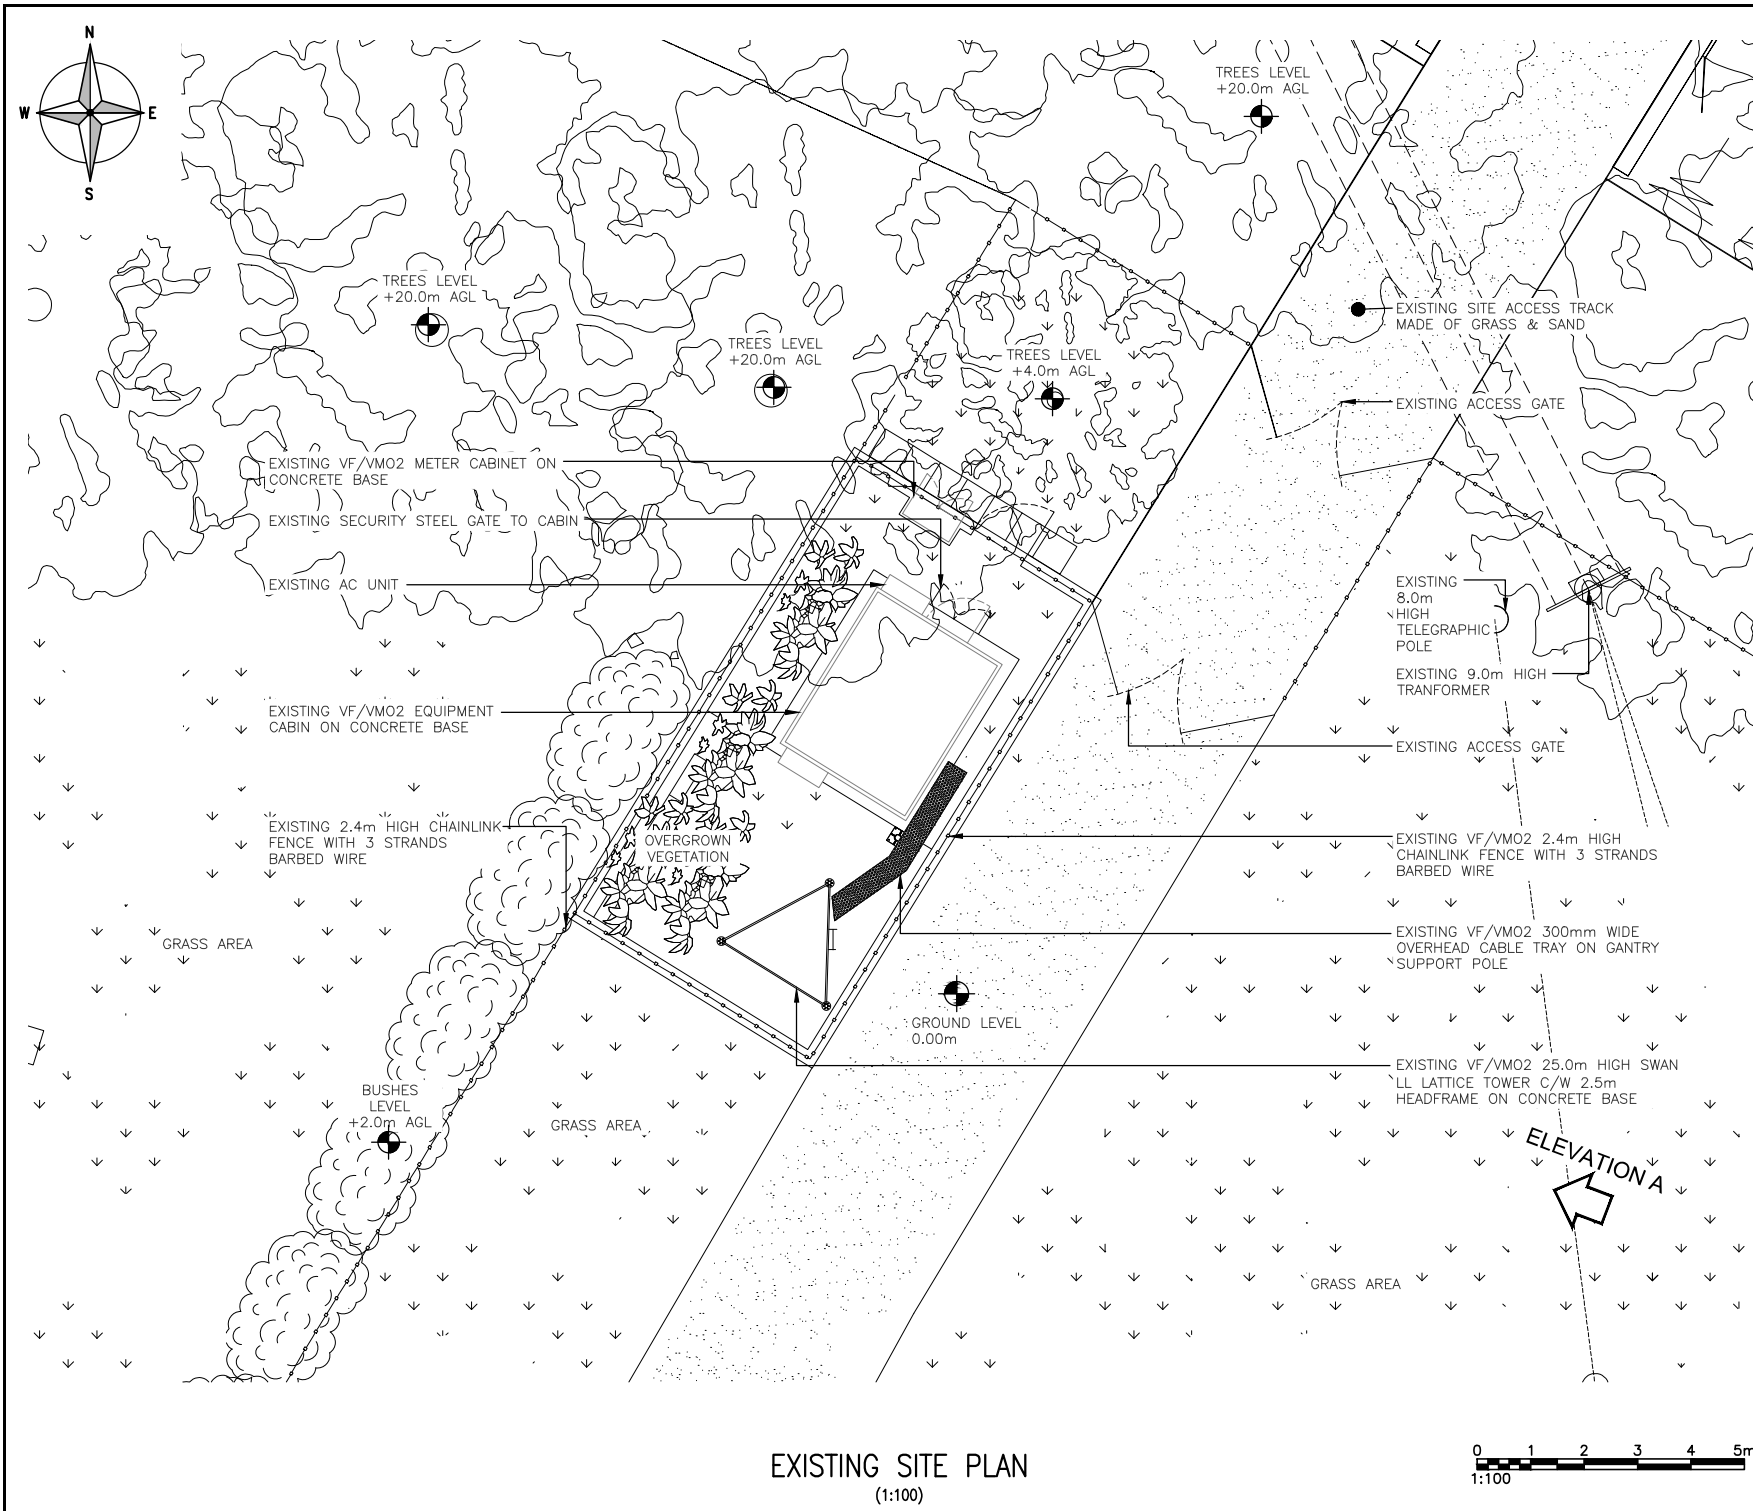 N
W
E
S
TREES LEVEL
+20.0m AGL
TREES LEVEL
+20.0m AGL
TREES LEVEL
+20.0m AGL
TREES LEVEL
+4.0m AGL
EXISTING SITE ACCESS TRACK
MADE OF GRASS & SAND
EXISTING ACCESS GATE
EXISTING VF/VMO2 METER CABINET ON
CONCRETE BASE
EXISTING SECURITY STEEL GATE TO CABIN
EXISTING AC UNIT
EXISTING
8.0m
HIGH
TELEGRAPHIC
POLE
EXISTING 9.0m HIGH
TRANFORMER
EXISTING VF/VMO2 EQUIPMENT
CABIN ON CONCRETE BASE
EXISTING ACCESS GATE
EXISTING 2.4m HIGH CHAINLINK
FENCE WITH 3 STRANDS
BARBED WIRE
OVERGROWN
VEGETATION
EXISTING VF/VMO2 2.4m HIGH
CHAINLINK FENCE WITH 3 STRANDS
BARBED WIRE
GRASS AREA
EXISTING VF/VMO2 300mm WIDE
OVERHEAD CABLE TRAY ON GANTRY
SUPPORT POLE
GROUND LEVEL
0.00m
EXISTING VF/VMO2 25.0m HIGH SWAN
LL LATTICE TOWER C/W 2.5m
HEADFRAME ON CONCRETE BASE
BUSHES
LEVEL
+2.0m AGL
GRASS AREA
ELEVATION A
GRASS AREA
EXISTING SITE PLAN
(1:100)
0 1 2 3 4 5m
1:100